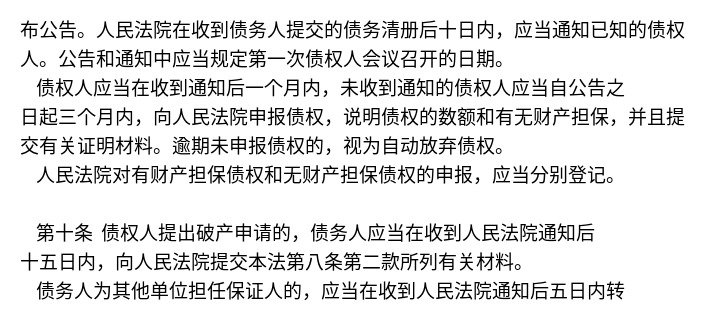 布公告。人民法院在收到债务人提交的债务清册后十日内，应当通知已知的债权
人。公告和通知中应当规定第一次债权人会议召开的日期。
债权人应当在收到通知后一个月内，未收到通知的债权人应当自公告之
日起三个月内，向人民法院申报债权，说明债权的数额和有无财产担保，并且提
交有关证明材料。逾期未申报债权的，视为自动放弃债权。
人民法院对有财产担保债权和无财产担保债权的申报，应当分别登记。
第十条 债权人提出破产申请的，债务人应当在收到人民法院通知后
十五日内，向人民法院提交本法第八条第二款所列有关材料。
债务人为其他单位担任保证人的，应当在收到人民法院通知后五日内转